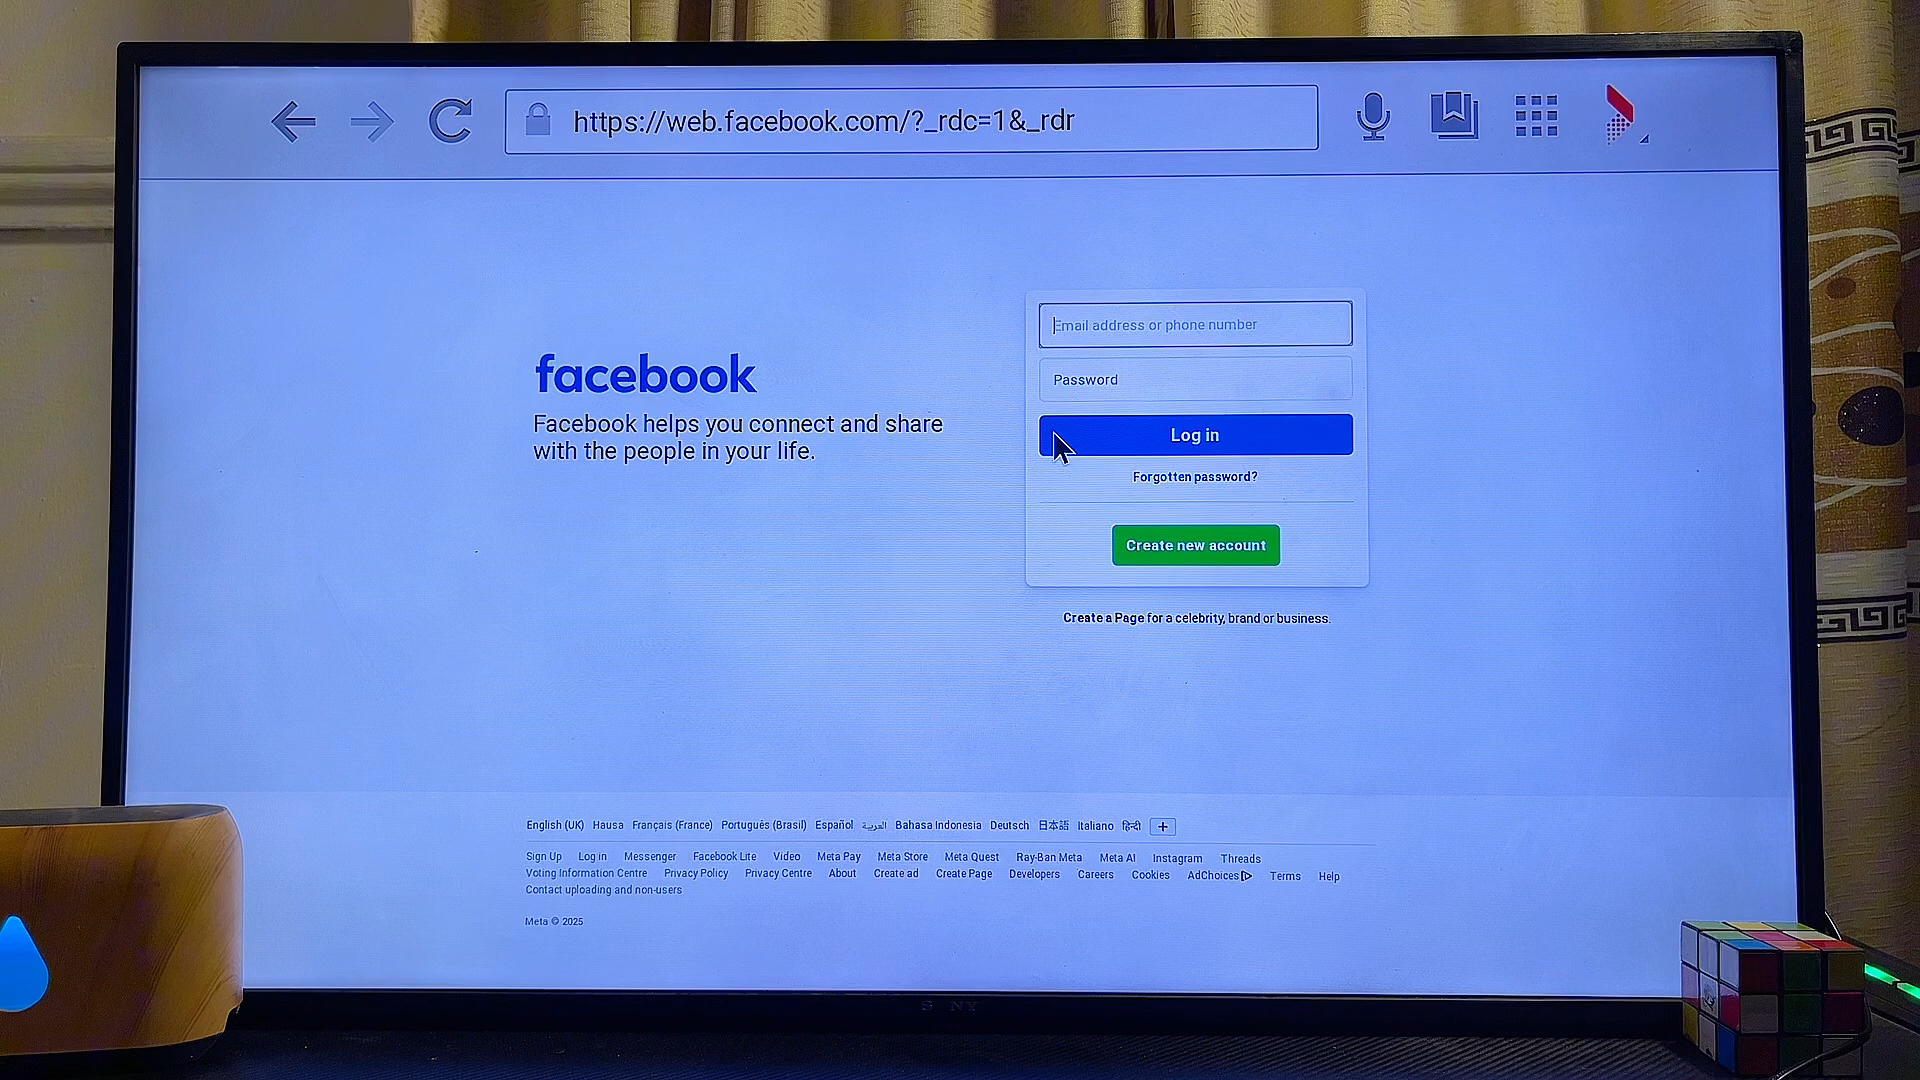 https://web.facebook.com/?_rdc=1&_rdr
facebook
Facebook helps you connect and share
with the people in your life.
Email address or phone number
Password
Log in
Forgotten password?
Create new account
Create a Page for a celebrity, brand or business.
English (UK) Hausa Français (France) Português (Brasil) Español العربية Bahasa Indonesia Deutsch 日本語 Italiano हिन्दी +
Sign Up Log in Messenger Facebook Lite Video Meta Pay Meta Store Meta Quest Ray-Ban Meta Meta AI Instagram Threads
Voting Information Centre Privacy Policy Privacy Centre About Create ad Create Page Developers Careers Cookies AdChoices Terms Help
Contact uploading and non-users
Meta © 2025
SONY